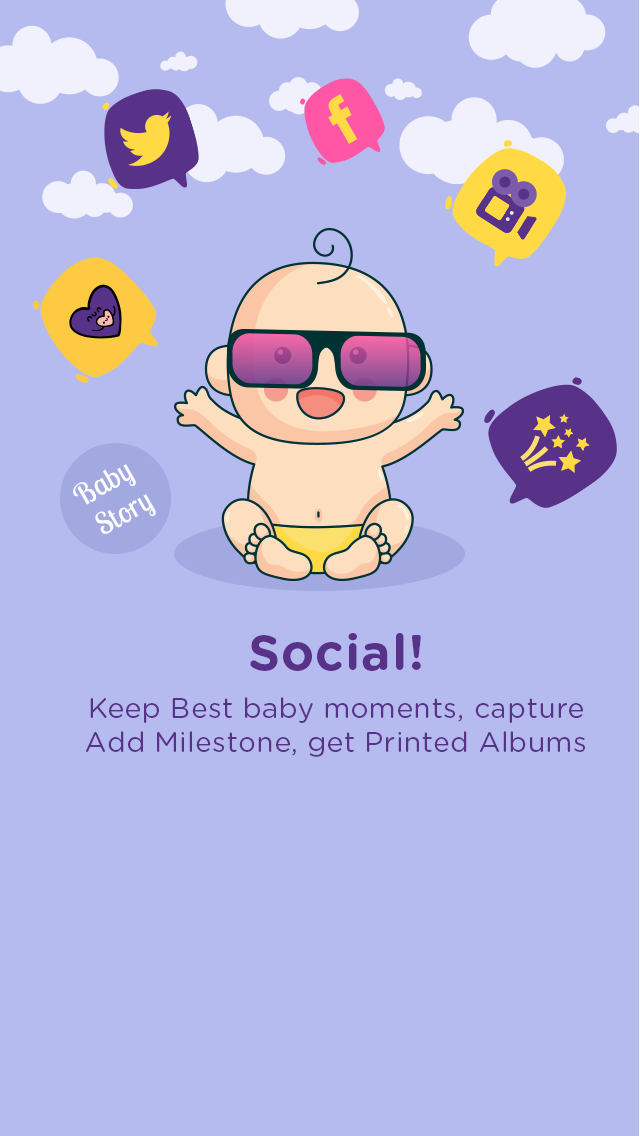 Baby
Story
Social!
Keep Best baby moments, capture
Add Milestone, get Printed Albums